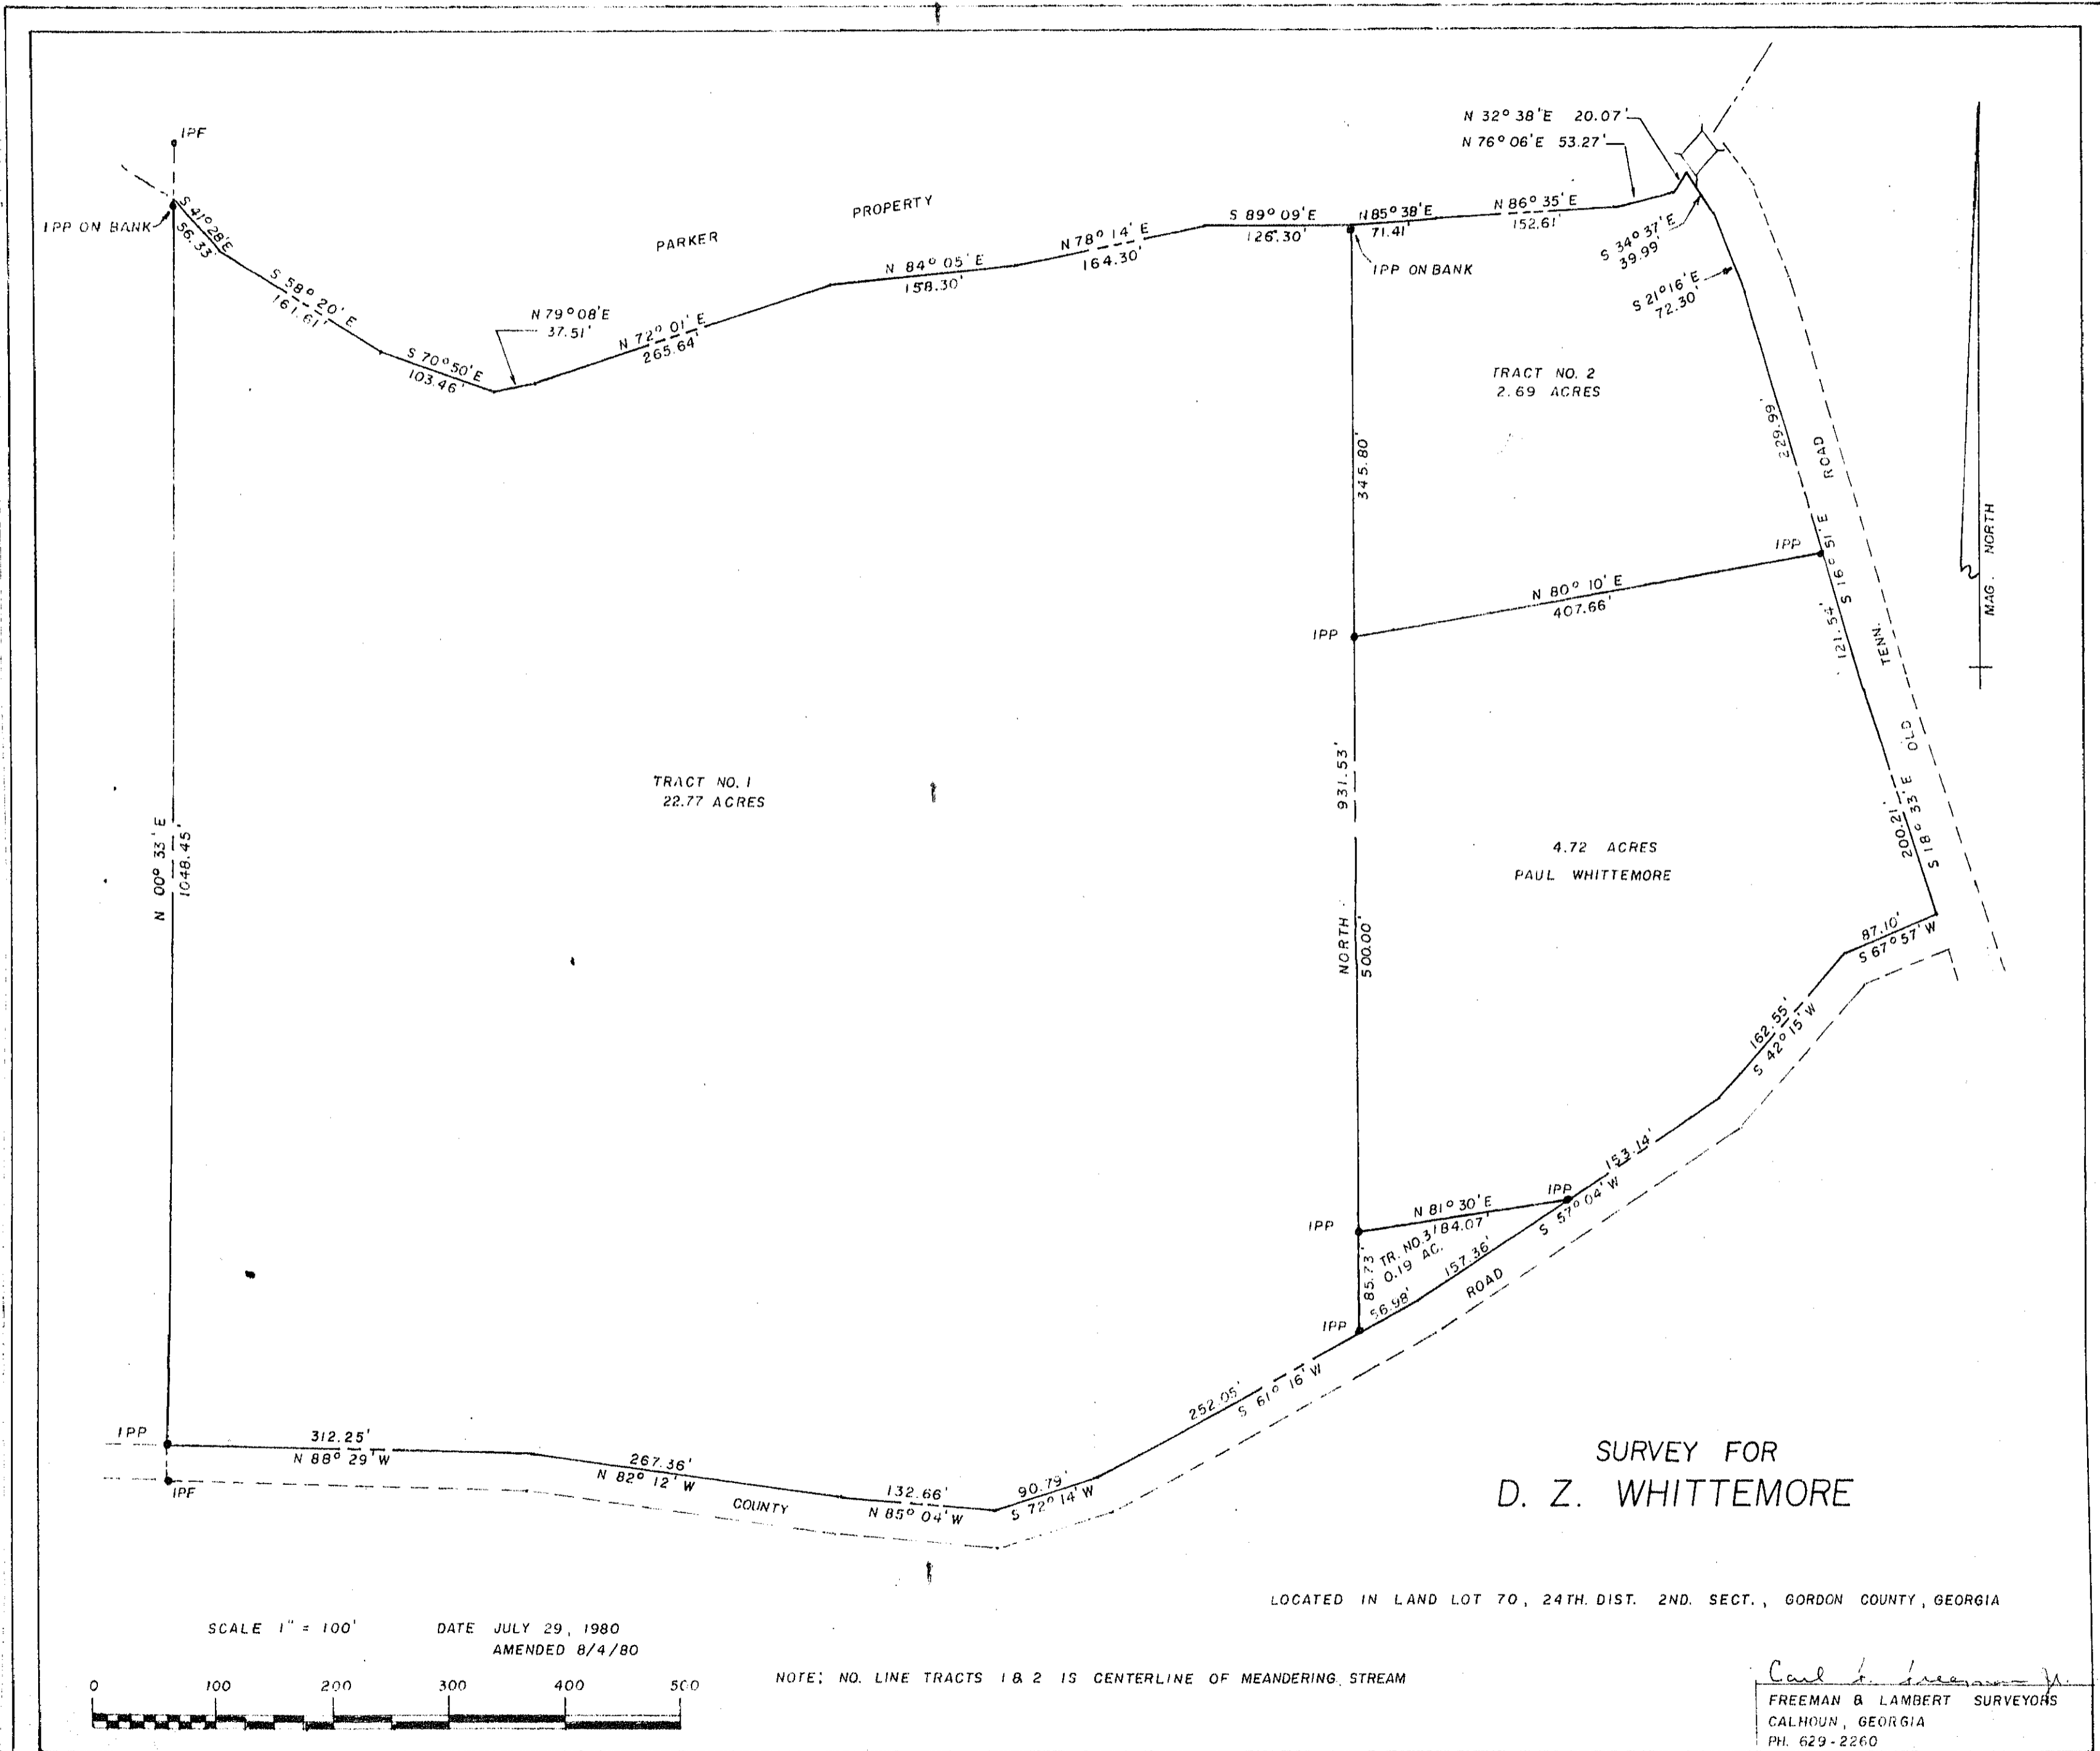 IPF
IPP ON BANK
S 41° 28'E
56.33'
S 58° 20' E
161.61'
S 70° 50' E
103.46'
N 79° 08'E
37.51'
N 72° 01' E
265.64'
PARKER PROPERTY
N 84° 05' E
158.30'
N 78° 14' E
164.30'
S 89° 09' E
126.30'
N 85° 38' E
71.41'
IPP ON BANK
N 86° 35' E
152.61'
N 32° 38'E 20.07'
N 76° 06'E 53.27'
S 34° 37' E
39.99'
S 21° 16' E
72.30'
TRACT NO. 2
2.69 ACRES
345.80'
229.99'
S 16° 51' E
121.54'
OLD TENN. ROAD
MAG. NORTH
IPP
N 80° 10' E
407.66'
IPP
TRACT NO. 1
22.77 ACRES
N 00° 33' E
1048.45'
931.53'
NORTH
500.00'
4.72 ACRES
PAUL WHITTEMORE
200.21'
S 18° 33' E
87.10'
S 67° 57' W
162.55'
S 42° 15' W
153.14'
S 57° 04' W
IPP
N 81° 30' E
184.07'
IPP
TR. NO.3
0.19 AC.
85.73'
157.36'
56.98'
IPP
ROAD
252.05'
S 61° 16' W
90.79'
S 72° 14' W
132.66'
N 85° 04' W
267.36'
N 82° 12' W
COUNTY
312.25'
N 88° 29' W
IPP
IPF
SURVEY FOR
D. Z. WHITTEMORE
LOCATED IN LAND LOT 70, 24TH. DIST. 2ND. SECT., GORDON COUNTY, GEORGIA
SCALE 1" = 100'
DATE JULY 29, 1980
AMENDED 8/4/80
0 100 200 300 400 500
NOTE: NO. LINE TRACTS 1 & 2 IS CENTERLINE OF MEANDERING STREAM
FREEMAN & LAMBERT SURVEYORS
CALHOUN, GEORGIA
PH. 629-2260